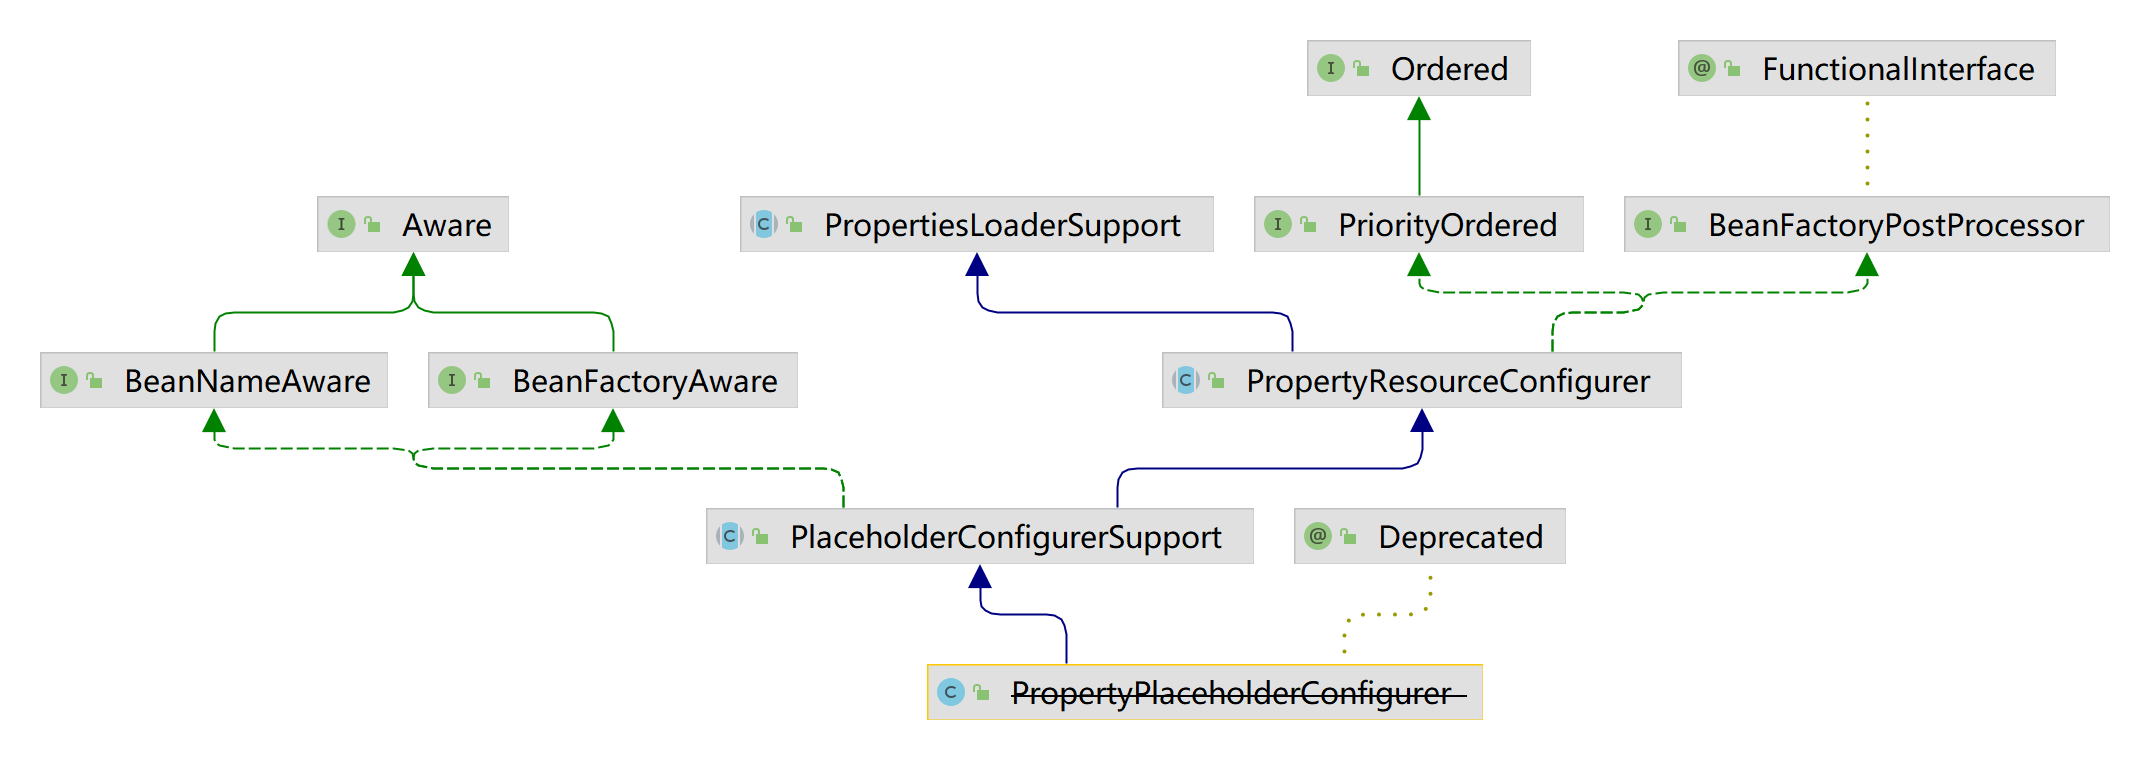 Ordered
FunctionalInterface
Aware
PropertiesLoaderSupport
PriorityOrdered
BeanFactoryPostProcessor
BeanNameAware
BeanFactoryAware
PropertyResourceConfigurer
PlaceholderConfigurerSupport
Deprecated
PropertyPlaceholderConfigurer